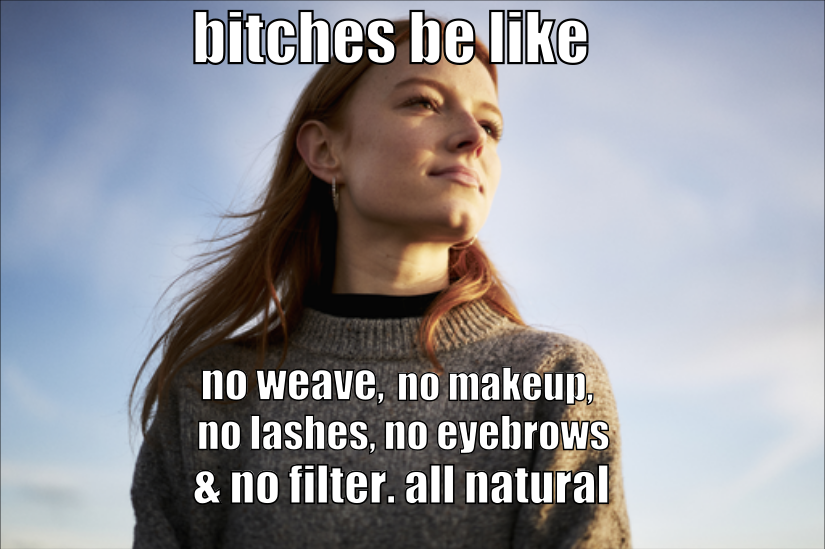 bitches be like
no weave, no makeup,
no lashes, no eyebrows
& no filter. all natural